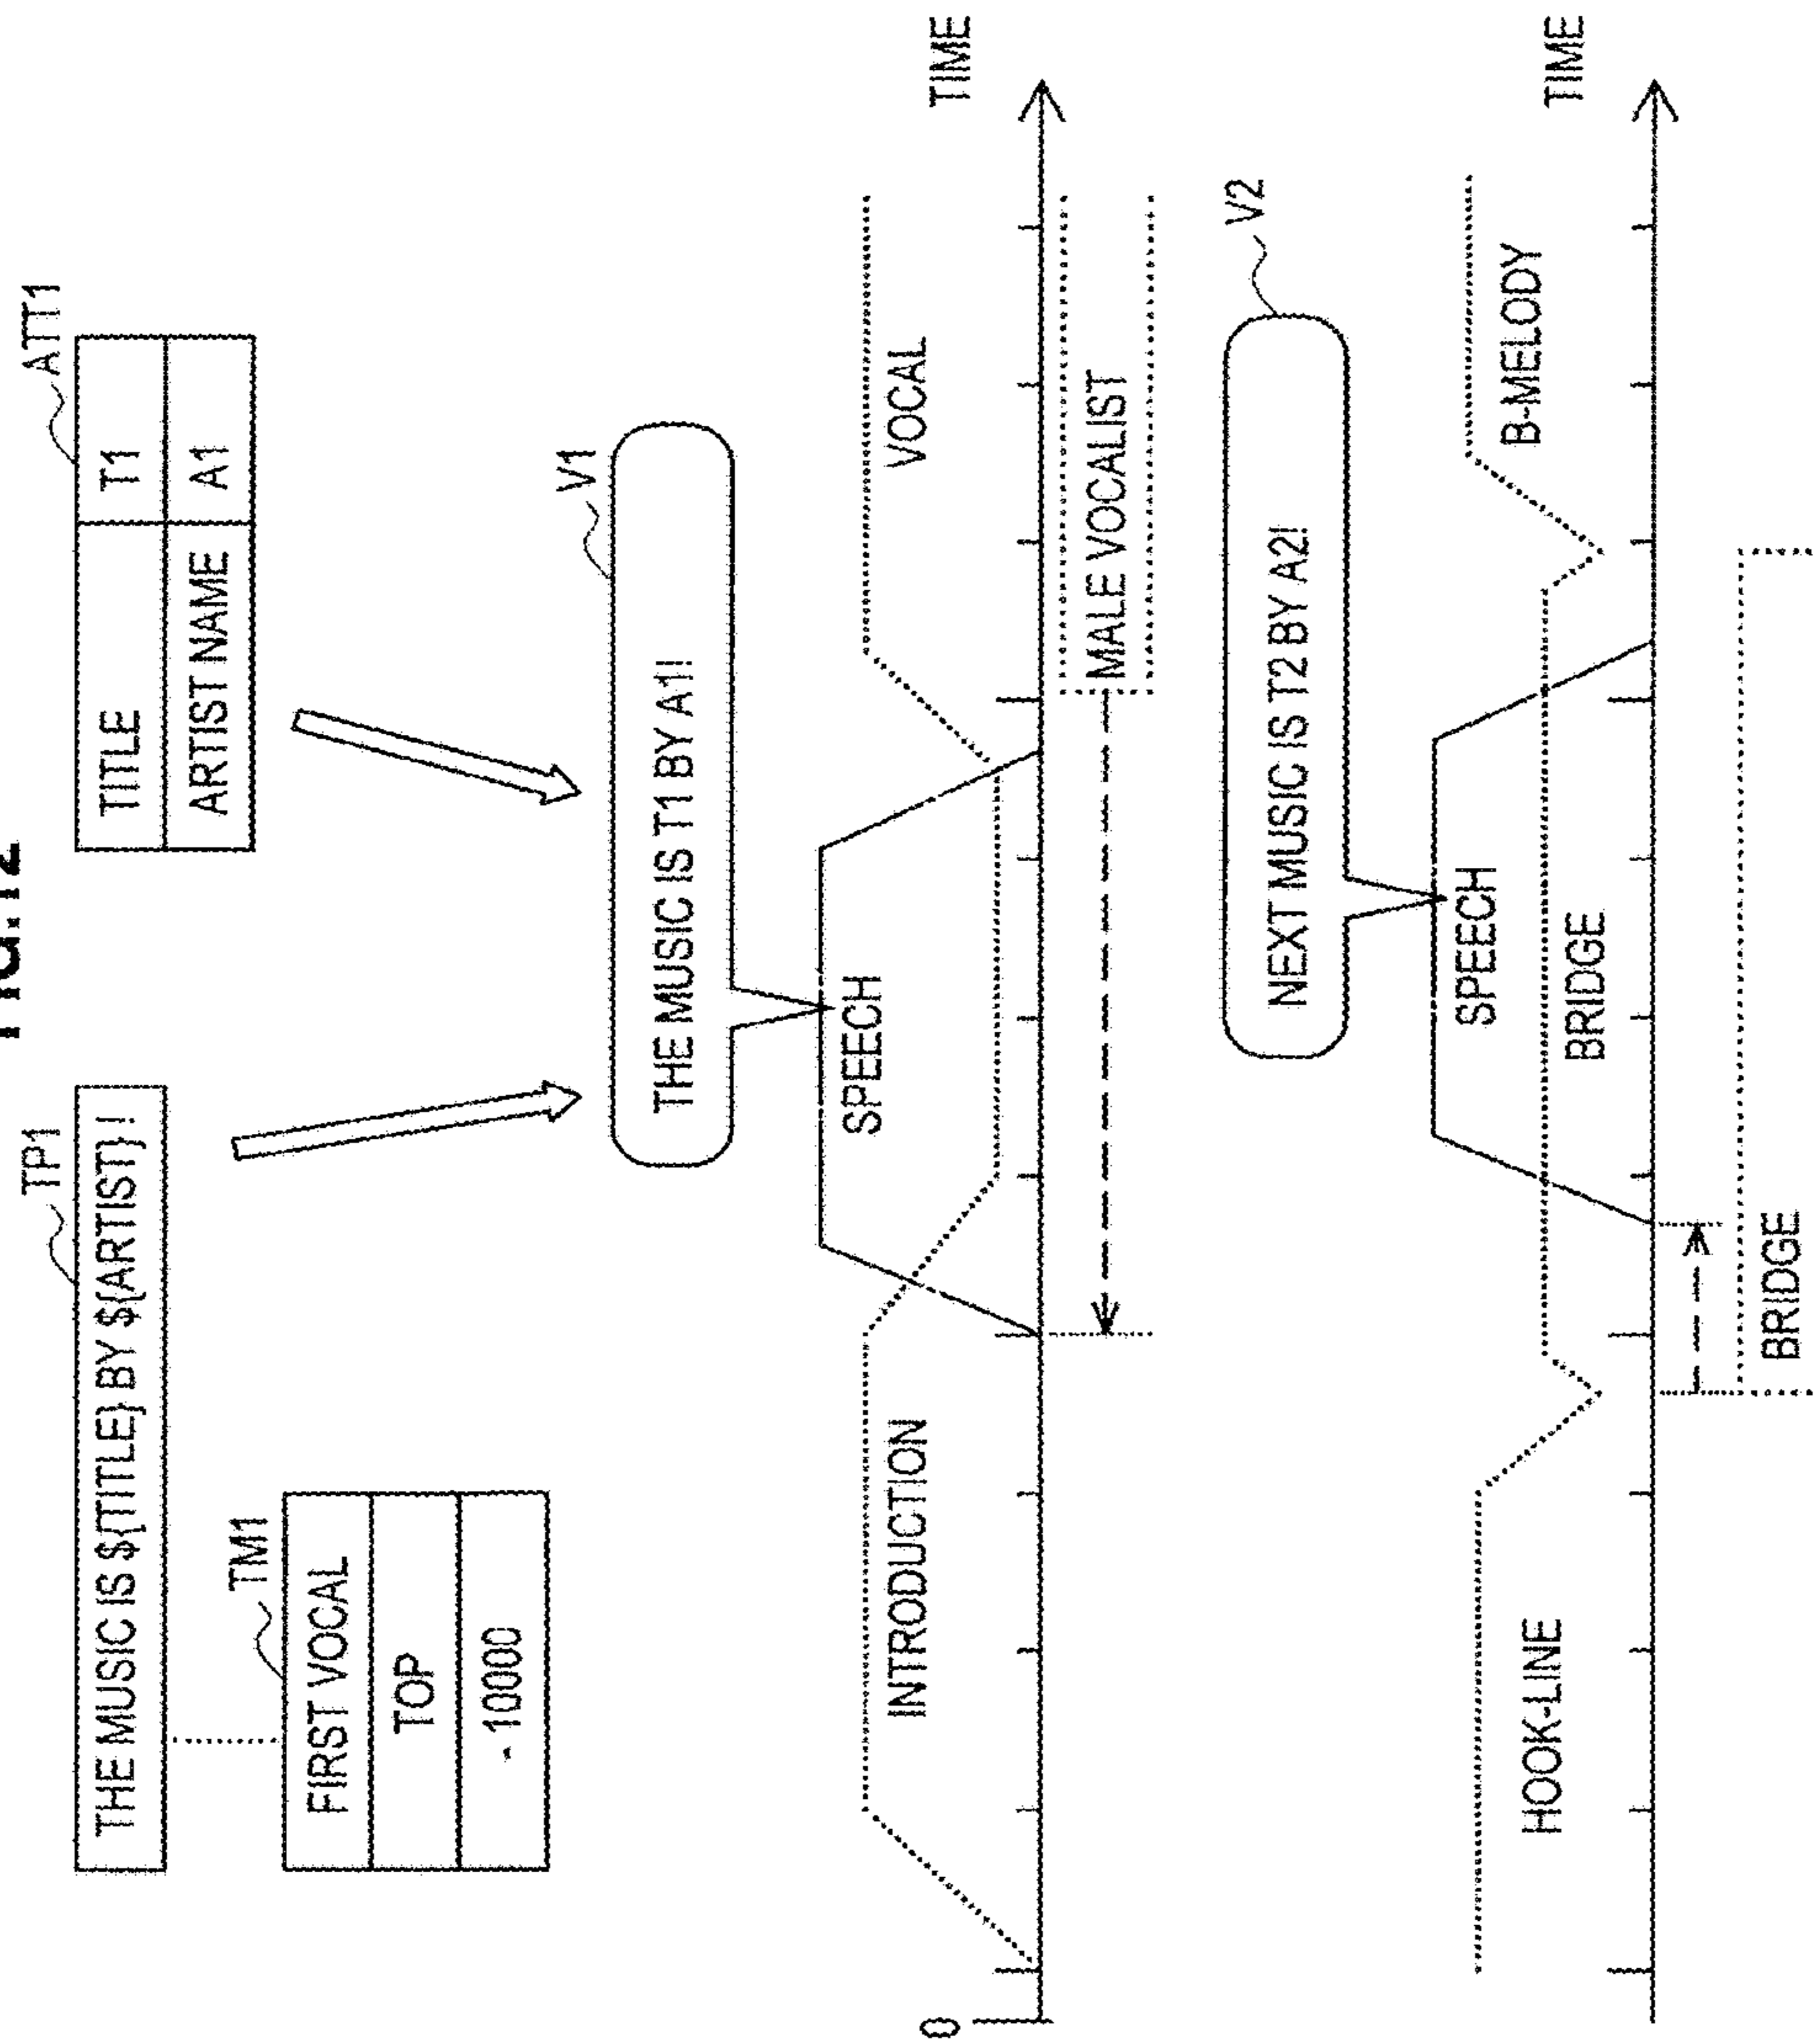 FIG.12
TP1
THE MUSIC IS ${TITLE} BY ${ARTIST} !
ATT1
TITLE T1
ARTIST NAME A1
TM1
FIRST VOCAL
TOP
- 10000
V1
THE MUSIC IS T1 BY A1!
SPEECH
INTRODUCTION
VOCAL
TIME
0
MALE VOCALIST
V2
NEXT MUSIC IS T2 BY A2!
SPEECH
HOOK-LINE
BRIDGE
B-MELODY
TIME
BRIDGE